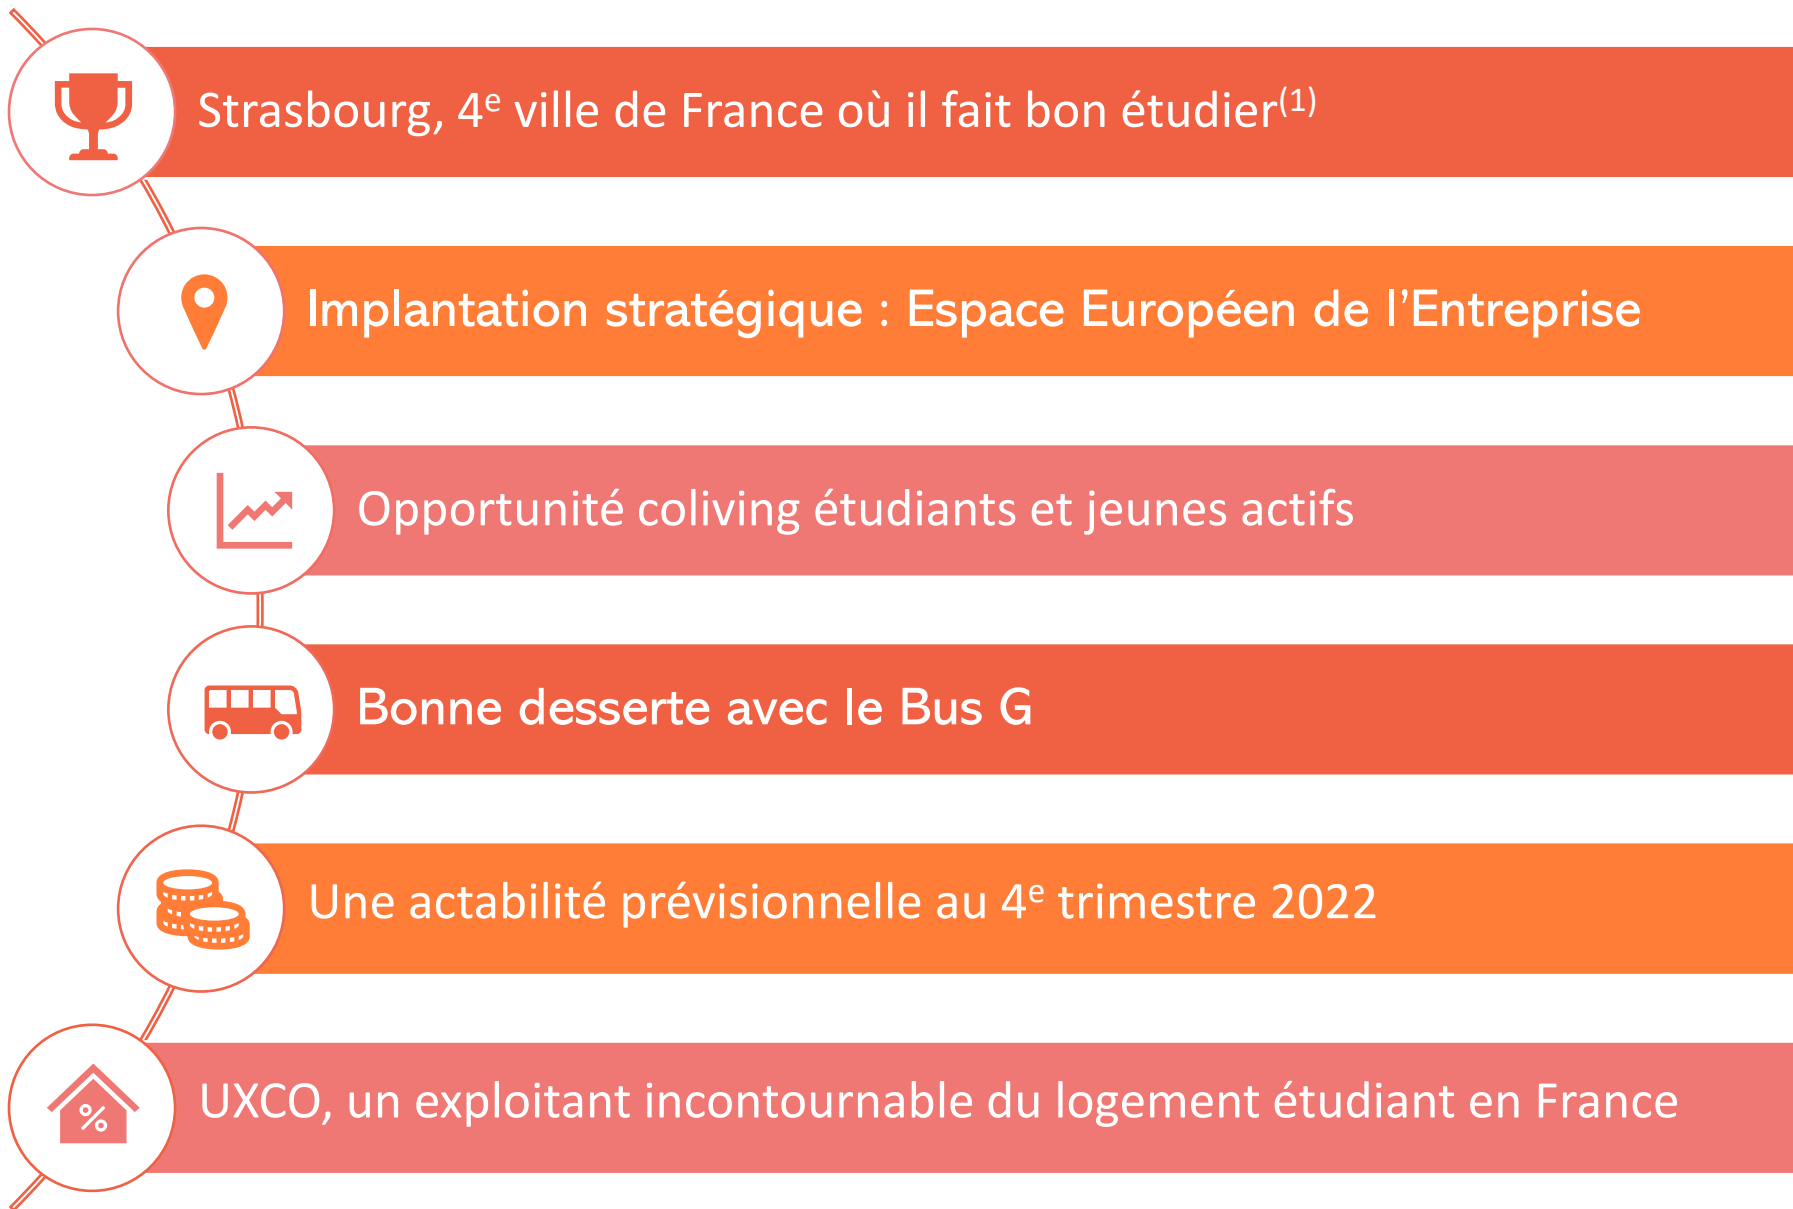 Strasbourg, 4e ville de France où il fait bon étudier(1)
Implantation stratégique : Espace Européen de l’Entreprise
Opportunité coliving étudiants et jeunes actifs
Bonne desserte avec le Bus G
Une actabilité prévisionnelle au 4e trimestre 2022
UXCO, un exploitant incontournable du logement étudiant en France